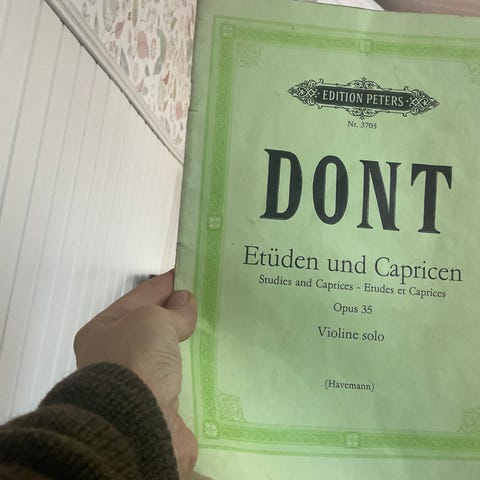 EDITION PETERS
Nr. 3705
DONT
Etüden und Capricen
Studies and Caprices - Etudes et Caprices
Opus 35
Violine solo
(Havemann)